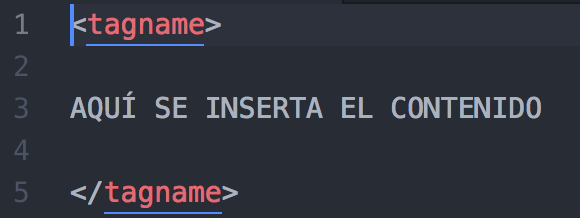 1 <tagname>
2
3 AQUÍ SE INSERTA EL CONTENIDO
4
5 </tagname>